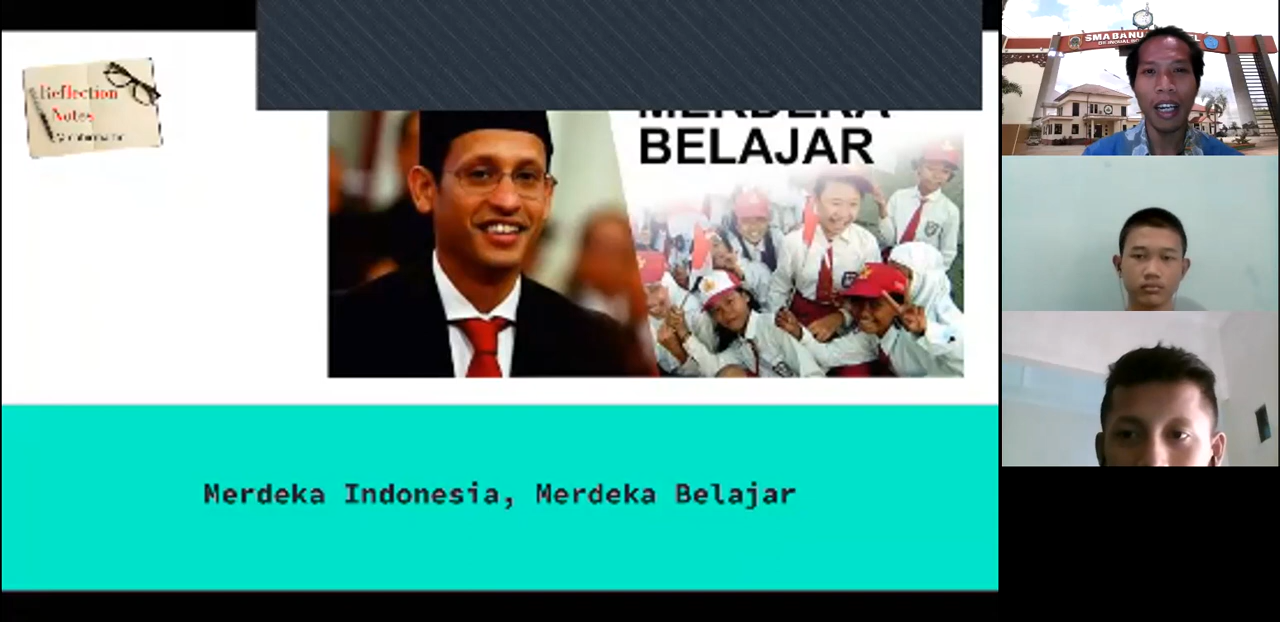 Reflection
Notes
MERDEKA
BELAJAR
Merdeka Indonesia, Merdeka Belajar